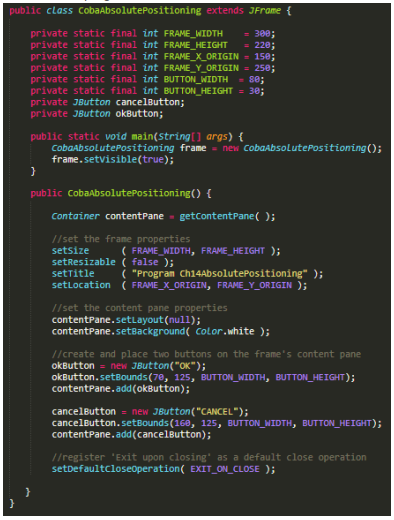 public class CobaAbsolutePositioning extends JFrame {
private static final int FRAME_WIDTH = 300;
private static final int FRAME_HEIGHT = 220;
private static final int FRAME_X_ORIGIN = 150;
private static final int FRAME_Y_ORIGIN = 250;
private static final int BUTTON_WIDTH = 80;
private static final int BUTTON_HEIGHT = 30;
private JButton cancelButton;
private JButton okButton;
public static void main(String[] args) {
CobaAbsolutePositioning frame = new CobaAbsolutePositioning();
frame.setVisible(true);
}
public CobaAbsolutePositioning() {
Container contentPane = getContentPane( );
//set the frame properties
setSize ( FRAME_WIDTH, FRAME_HEIGHT );
setResizable ( false );
setTitle ( "Program Ch14AbsolutePositioning" );
setLocation ( FRAME_X_ORIGIN, FRAME_Y_ORIGIN );
//set the content pane properties
contentPane.setLayout(null);
contentPane.setBackground( Color.white );
//create and place two buttons on the frame's content pane
okButton = new JButton("OK");
okButton.setBounds(70, 125, BUTTON_WIDTH, BUTTON_HEIGHT);
contentPane.add(okButton);
cancelButton = new JButton("CANCEL");
cancelButton.setBounds(160, 125, BUTTON_WIDTH, BUTTON_HEIGHT);
contentPane.add(cancelButton);
//register 'Exit upon closing' as a default close operation
setDefaultCloseOperation( EXIT_ON_CLOSE );
}
}